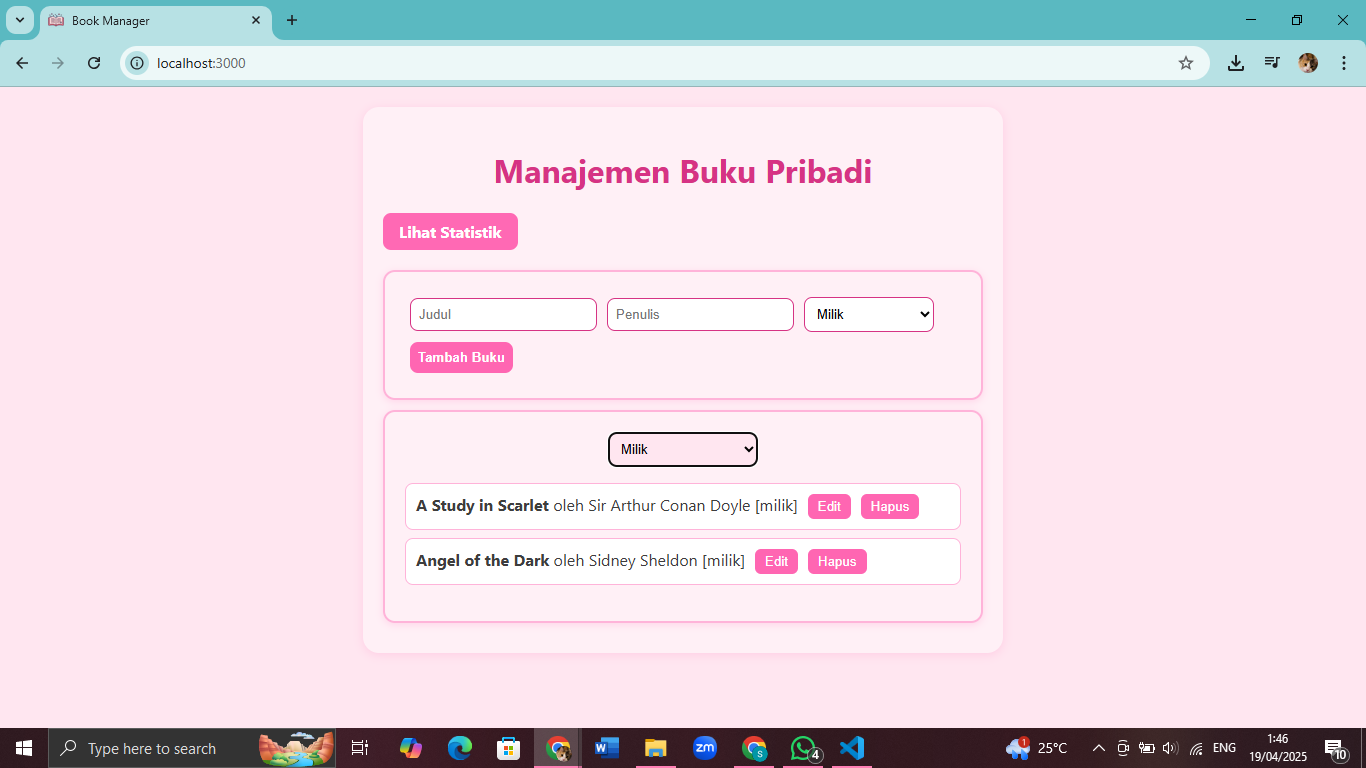 Book Manager
localhost:3000
Manajemen Buku Pribadi
Lihat Statistik
Judul Penulis Milik
Tambah Buku
Milik
A Study in Scarlet oleh Sir Arthur Conan Doyle [milik] Edit Hapus
Angel of the Dark oleh Sidney Sheldon [milik] Edit Hapus
Type here to search
W
zm
S
4
1
25°C
ENG
1:46
19/04/2025
10